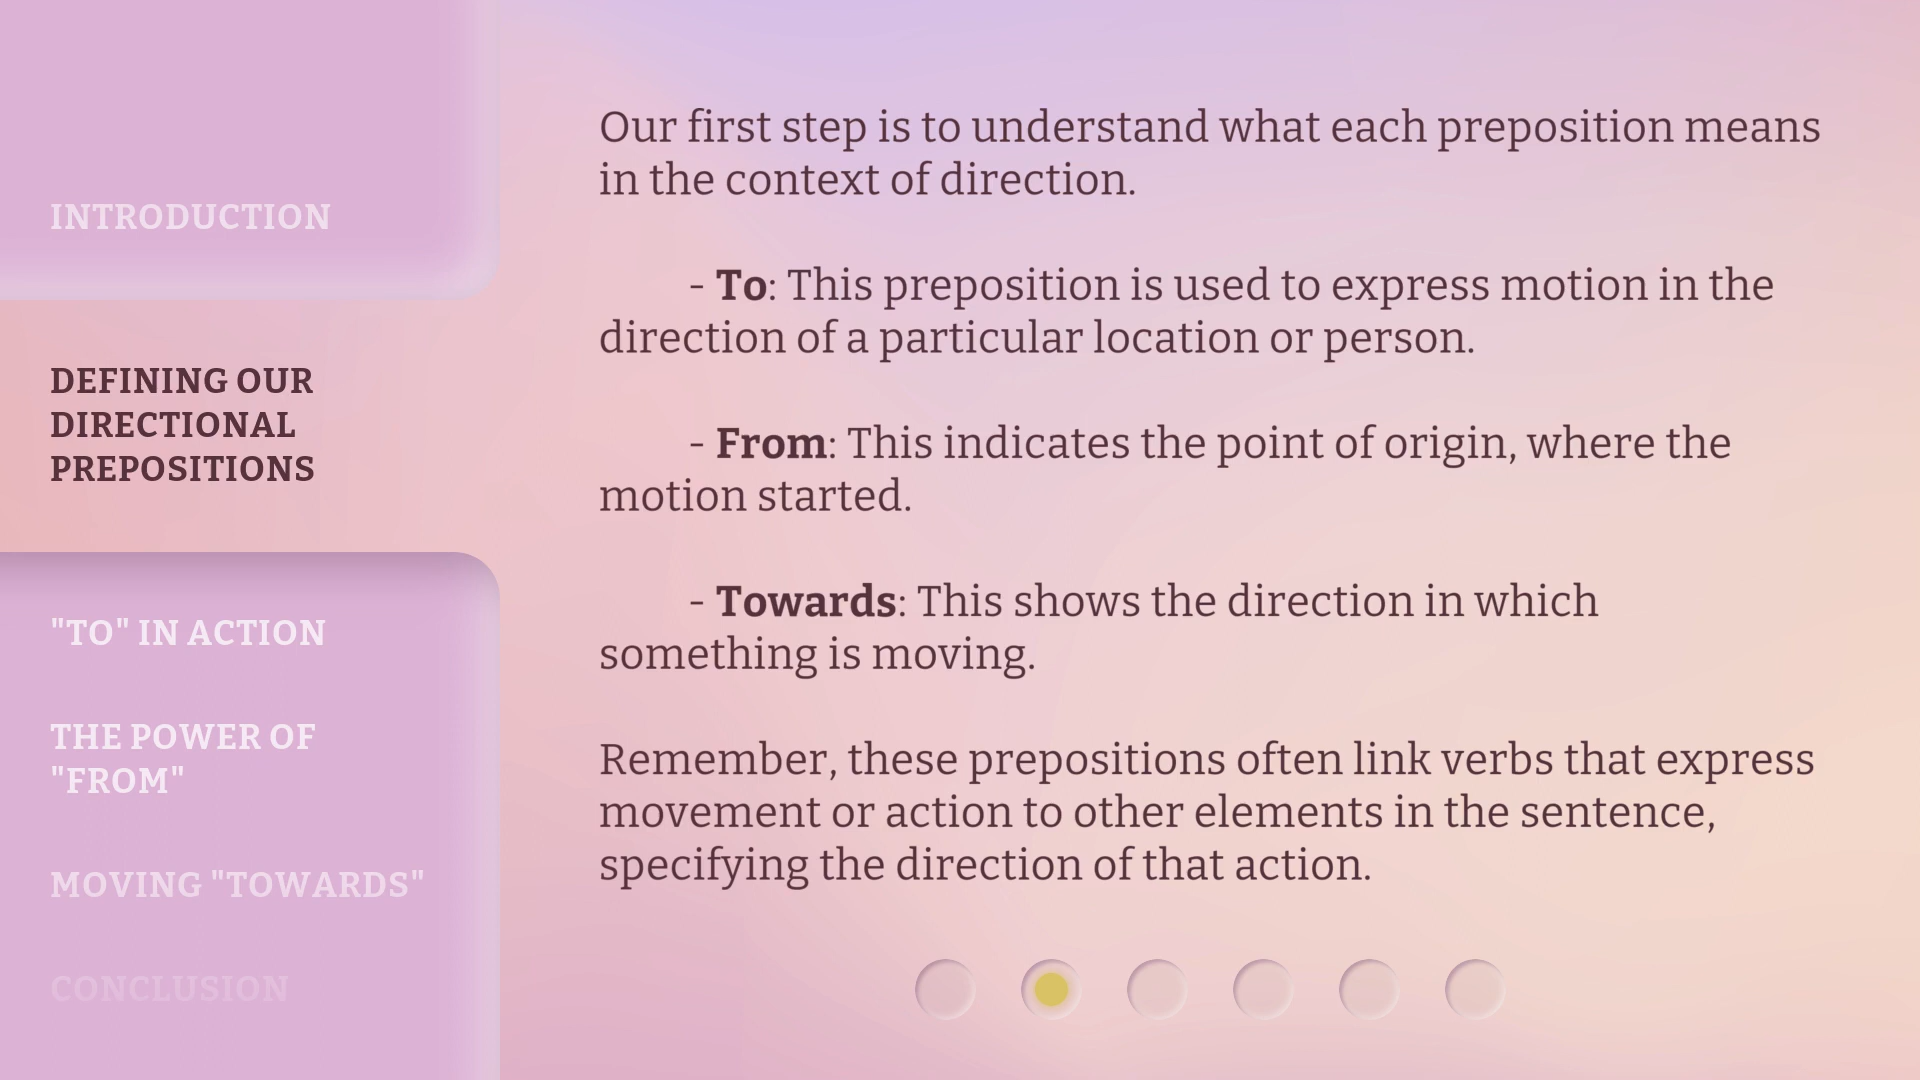 INTRODUCTION
DEFINING OUR
DIRECTIONAL
PREPOSITIONS
"TO" IN ACTION
THE POWER OF
"FROM"
MOVING "TOWARDS"
CONCLUSION
Our first step is to understand what each preposition means
in the context of direction.
- To: This preposition is used to express motion in the
direction of a particular location or person.
- From: This indicates the point of origin, where the
motion started.
- Towards: This shows the direction in which
something is moving.
Remember, these prepositions often link verbs that express
movement or action to other elements in the sentence,
specifying the direction of that action.